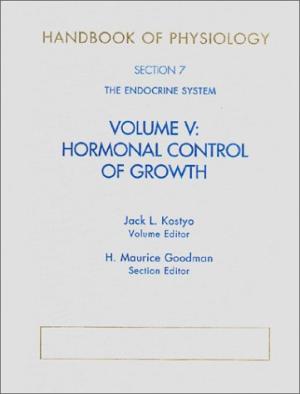 HANDBOOK OF PHYSIOLOGY
SECTION 7
THE ENDOCRINE SYSTEM
VOLUME V:
HORMONAL CONTROL
OF GROWTH
Jack L. Kostyo
Volume Editor
H. Maurice Goodman
Section Editor